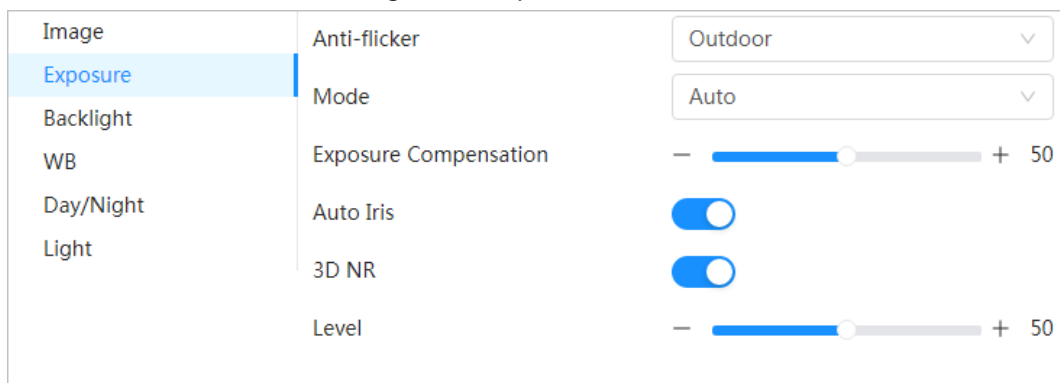 Image
Exposure
Backlight
WB
Day/Night
Light
Anti-flicker Outdoor
Mode Auto
Exposure Compensation − + 50
Auto Iris
3D NR
Level − + 50